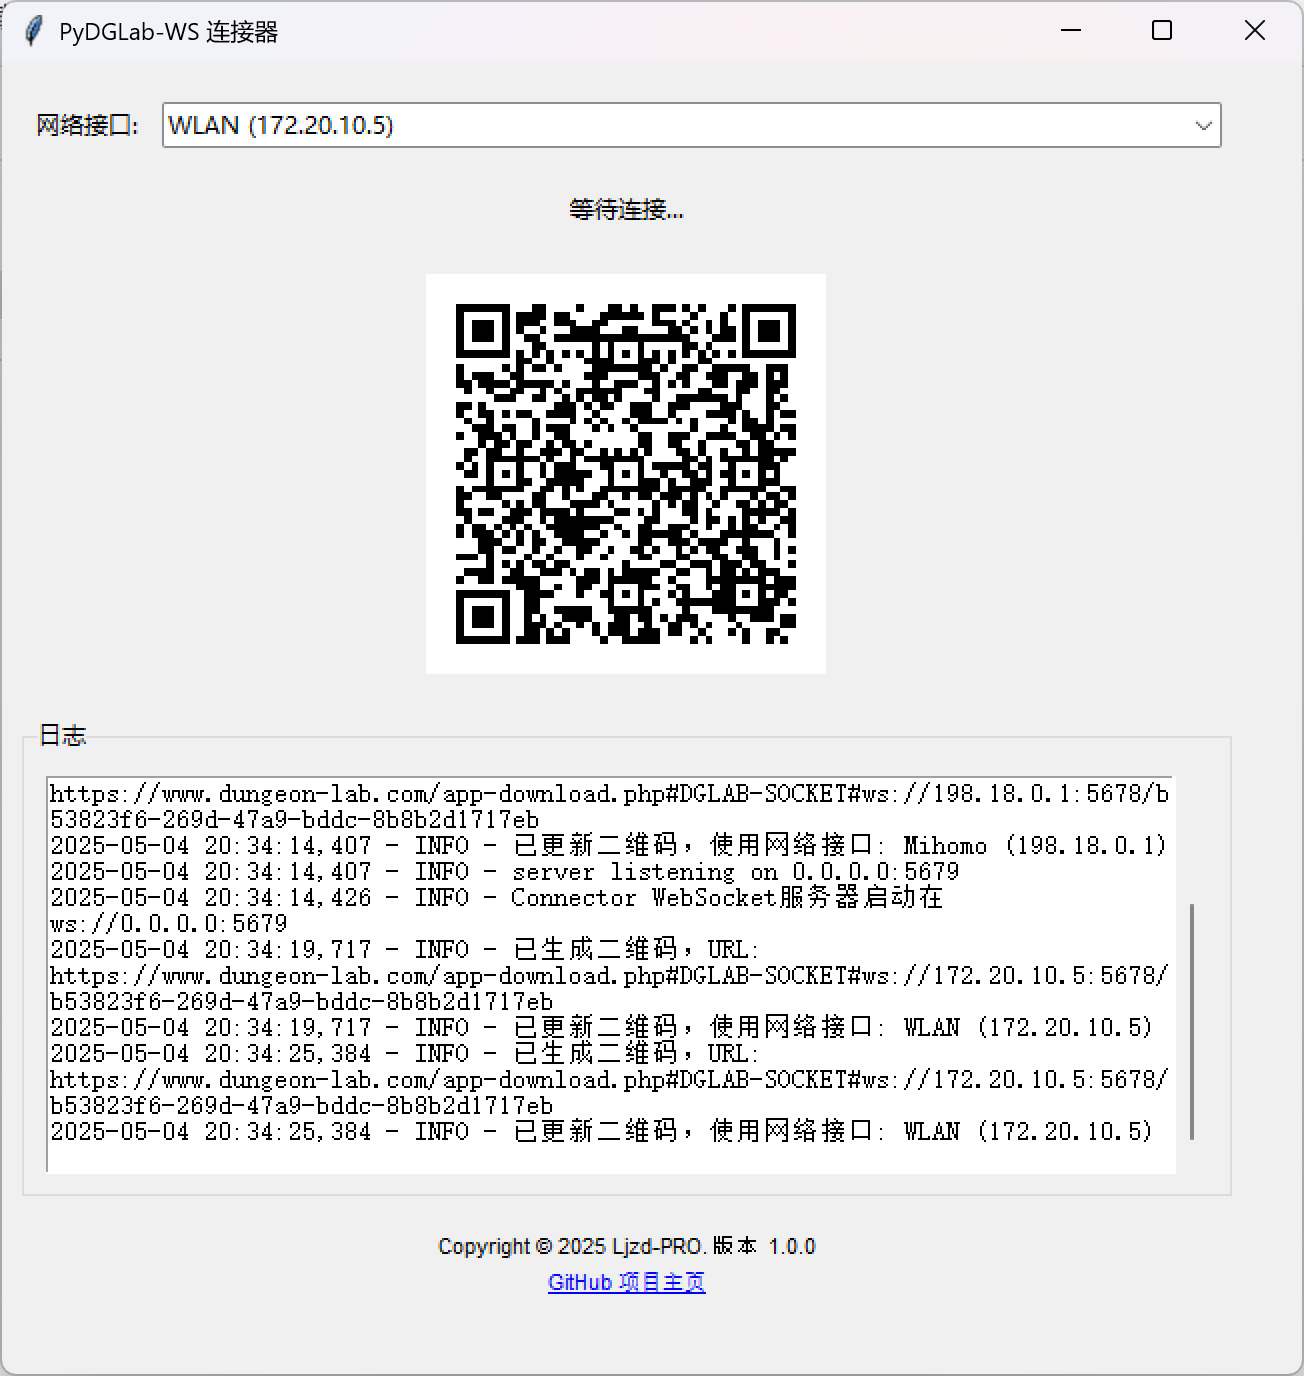 PyDGLab-WS 连接器
网络接口:
WLAN (172.20.10.5)
等待连接...
日志
https://www.dungeon-lab.com/app-download.php#DGLAB-SOCKET#ws://198.18.0.1:5678/b
53823f6-269d-47a9-bddc-8b8b2d1717eb
2025-05-04 20:34:14,407 - INFO - 已更新二维码，使用网络接口: Mihomo (198.18.0.1)
2025-05-04 20:34:14,407 - INFO - server listening on 0.0.0.0:5679
2025-05-04 20:34:14,426 - INFO - Connector WebSocket服务器启动在
ws://0.0.0.0:5679
2025-05-04 20:34:19,717 - INFO - 已生成二维码，URL:
https://www.dungeon-lab.com/app-download.php#DGLAB-SOCKET#ws://172.20.10.5:5678/
b53823f6-269d-47a9-bddc-8b8b2d1717eb
2025-05-04 20:34:19,717 - INFO - 已更新二维码，使用网络接口: WLAN (172.20.10.5)
2025-05-04 20:34:25,384 - INFO - 已生成二维码，URL:
https://www.dungeon-lab.com/app-download.php#DGLAB-SOCKET#ws://172.20.10.5:5678/
b53823f6-269d-47a9-bddc-8b8b2d1717eb
2025-05-04 20:34:25,384 - INFO - 已更新二维码，使用网络接口: WLAN (172.20.10.5)
Copyright © 2025 Ljzd-PRO. 版本 1.0.0
GitHub 项目主页